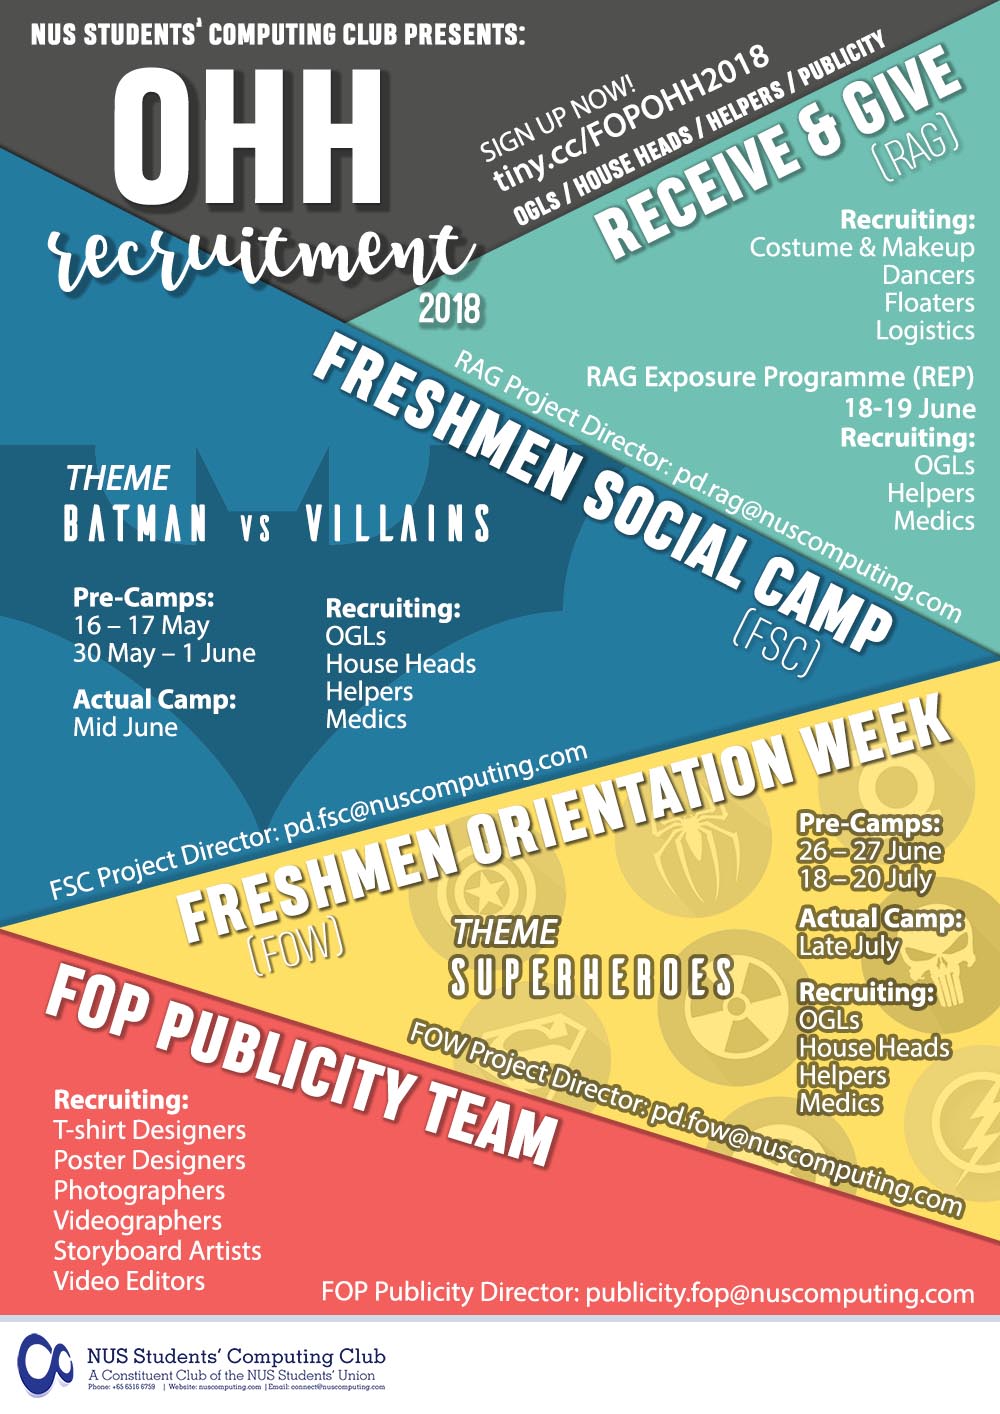 NUS STUDENTS' COMPUTING CLUB PRESENTS:
OHH
recruitment
2018
SIGN UP NOW!
tiny.cc/FOPOHH2018
OGLS / HOUSE HEADS / HELPERS / PUBLICITY
RECEIVE & GIVE
(RAG)
Recruiting:
Costume & Makeup
Dancers
Floaters
Logistics
RAG Exposure Programme (REP)
18-19 June
Recruiting:
OGLs
Helpers
Medics
RAG Project Director: pd.rag@nuscomputing.com
FRESHMEN SOCIAL CAMP
(FSC)
THEME
BATMAN VS VILLAINS
Pre-Camps:
16 – 17 May
30 May – 1 June
Actual Camp:
Mid June
Recruiting:
OGLs
House Heads
Helpers
Medics
FSC Project Director: pd.fsc@nuscomputing.com
FRESHMEN ORIENTATION WEEK
(FOW)
THEME
SUPERHEROES
Pre-Camps:
26 – 27 June
18 – 20 July
Actual Camp:
Late July
Recruiting:
OGLs
House Heads
Helpers
Medics
FOW Project Director: pd.fow@nuscomputing.com
FOP PUBLICITY TEAM
Recruiting:
T-shirt Designers
Poster Designers
Photographers
Videographers
Storyboard Artists
Video Editors
FOP Publicity Director: publicity.fop@nuscomputing.com
NUS Students' Computing Club
A Constituent Club of the NUS Students' Union
Phone: +65 6516 6759 | Website: nuscomputing.com | Email: connect@nuscomputing.com